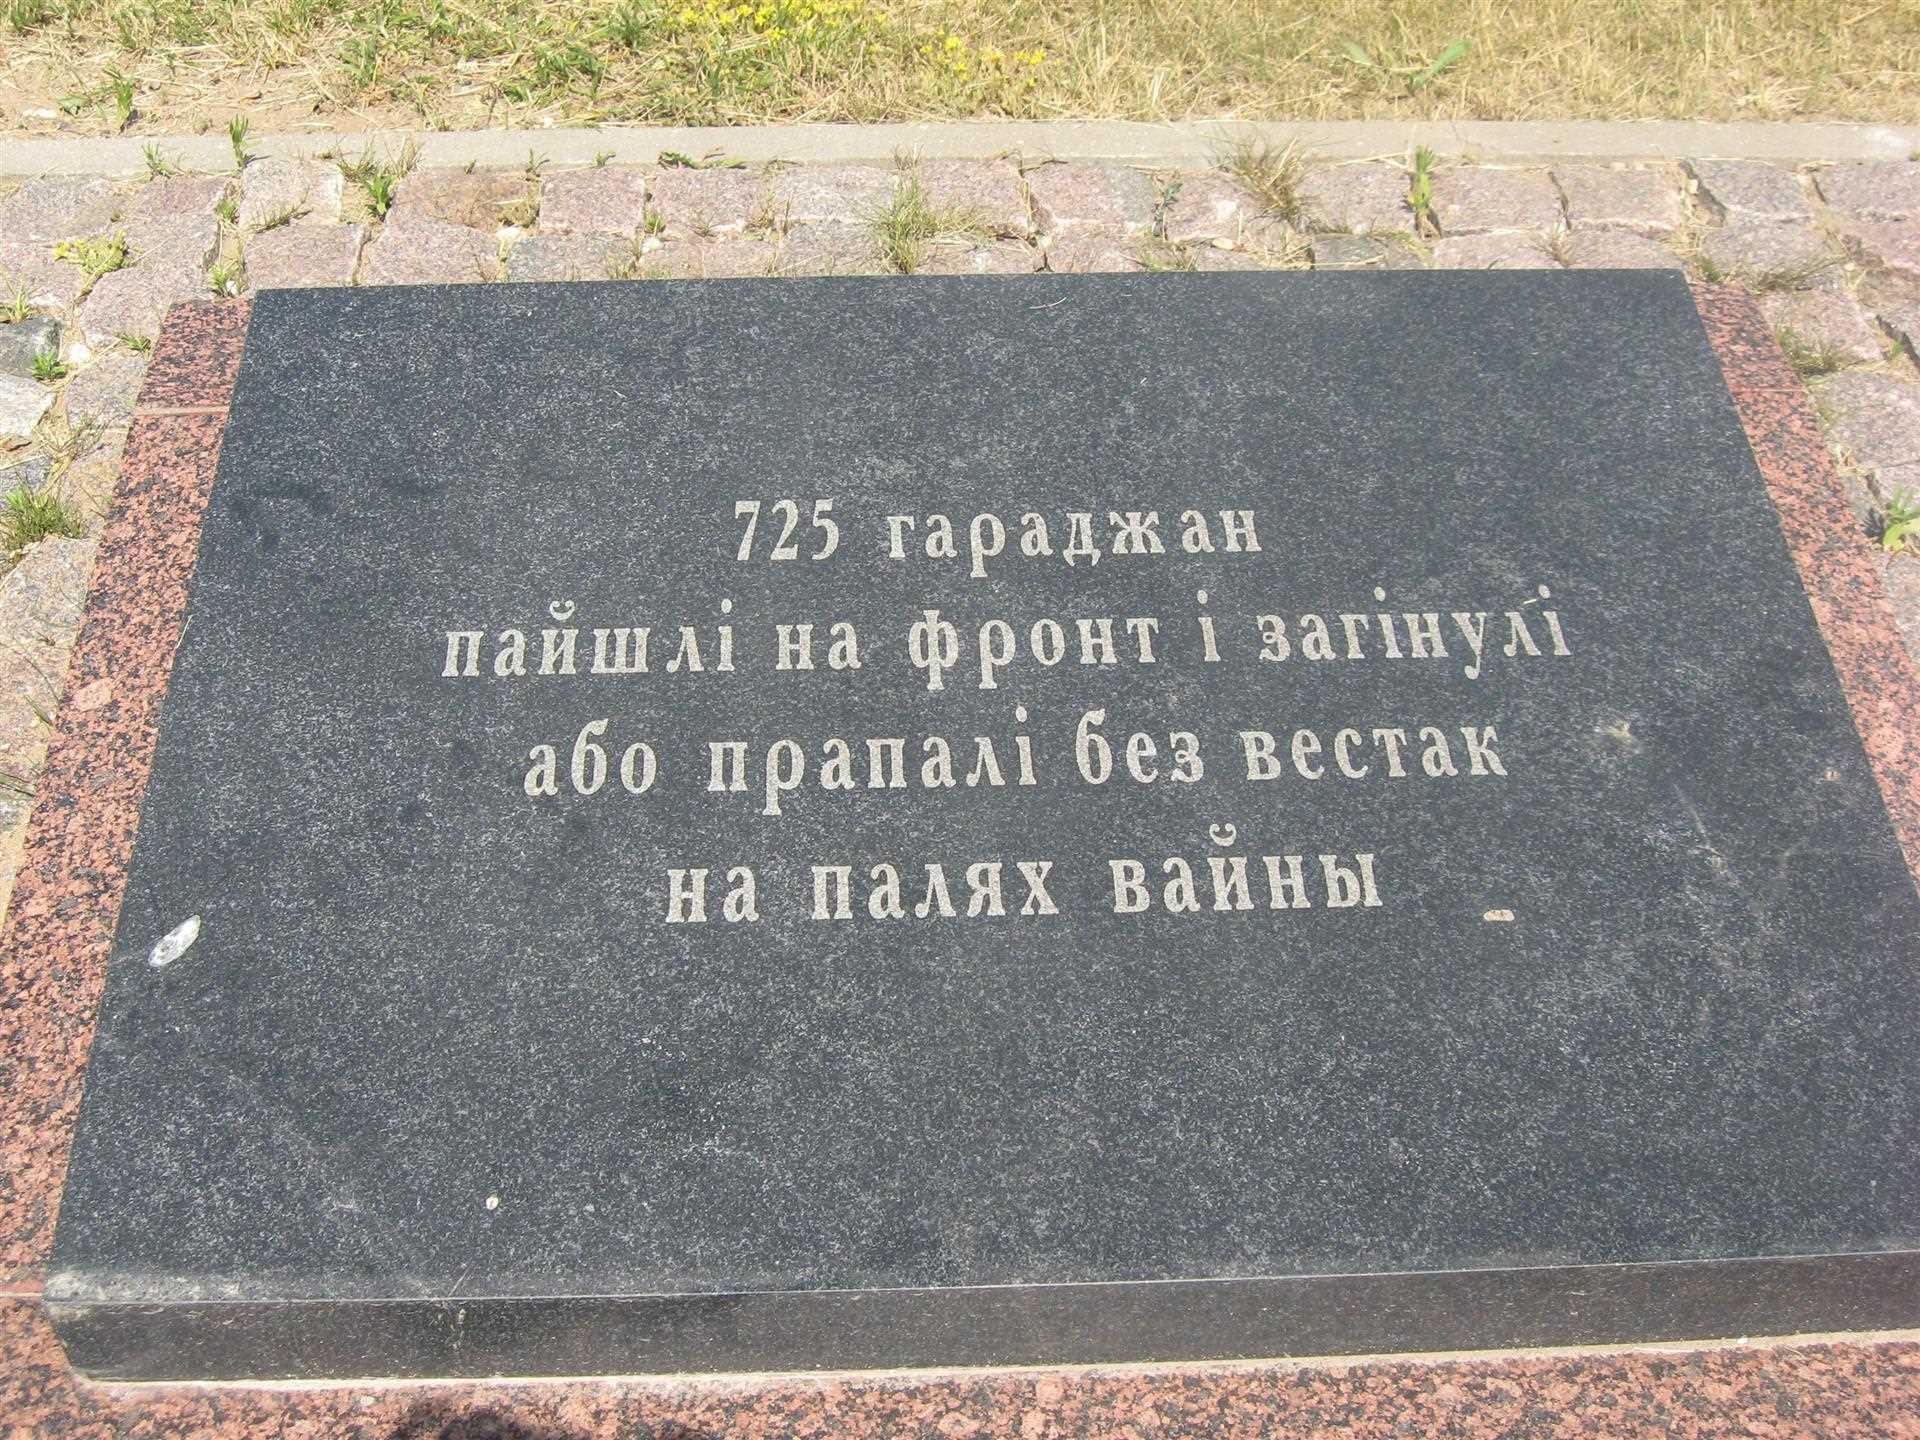 725 гараджан
пайшлі на фронт і загінулі
або прапалі без вестак
на палях вайны